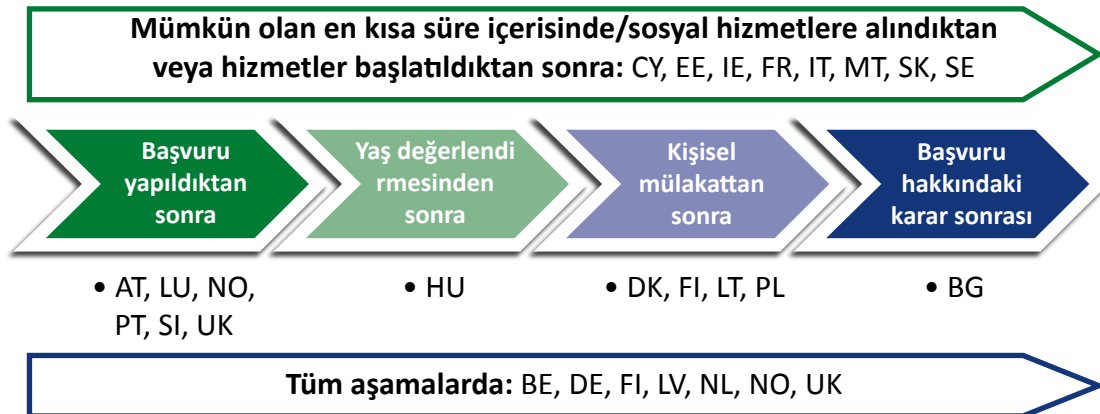 Mümkün olan en kısa süre içerisinde/sosyal hizmetlere alındıktan
veya hizmetler başlatıldıktan sonra: CY, EE, IE, FR, IT, MT, SK, SE
Başvuru
yapıldıktan
sonra
Yaş değerlendi
rmesinden
sonra
Kişisel
mülakattan
sonra
Başvuru
hakkındaki
karar sonrası
• AT, LU, NO,
PT, SI, UK
• HU
• DK, FI, LT, PL
• BG
Tüm aşamalarda: BE, DE, FI, LV, NL, NO, UK